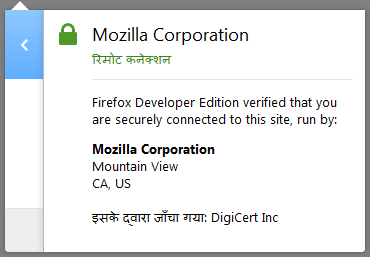 Mozilla Corporation
रिमोट कनेक्शन
Firefox Developer Edition verified that you
are securely connected to this site, run by:
Mozilla Corporation
Mountain View
CA, US
इसके द्वारा जाँचा गया: DigiCert Inc